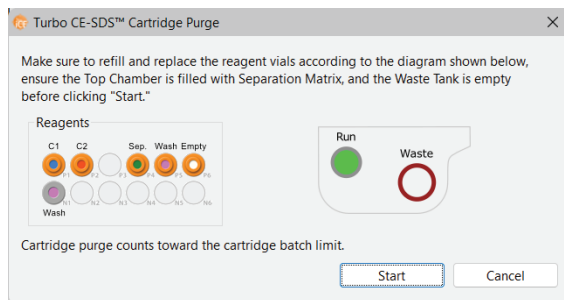 Turbo CE-SDS™ Cartridge Purge
Make sure to refill and replace the reagent vials according to the diagram shown below,
ensure the Top Chamber is filled with Separation Matrix, and the Waste Tank is empty
before clicking "Start."
Reagents
C1 C2 Sep. Wash Empty
P1 P2 P3 P4 P5 P6
N1 N2 N3 N4 N5 N6
Wash
Run
Waste
Cartridge purge counts toward the cartridge batch limit.
Start Cancel